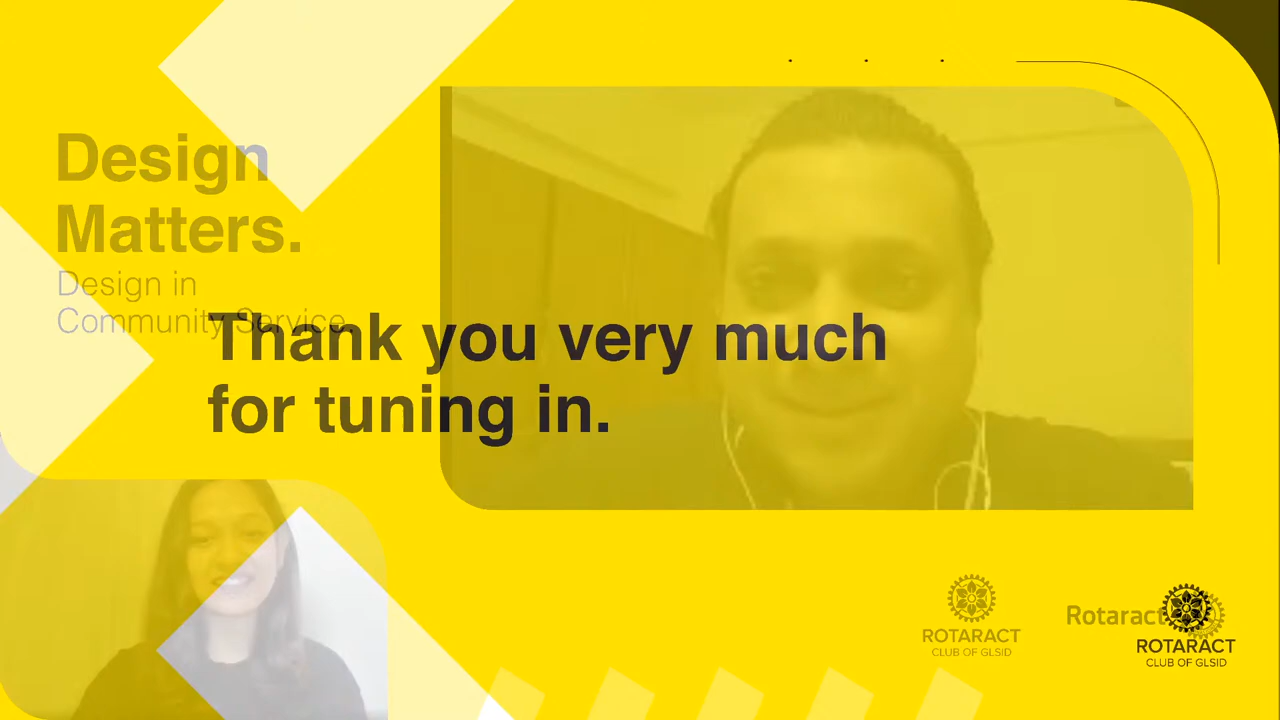 Design
Matters.
Design in
Community Service.
Thank you very much
for tuning in.
ROTARACT
CLUB OF GLSID
Rotaract
ROTARACT
CLUB OF GLSID